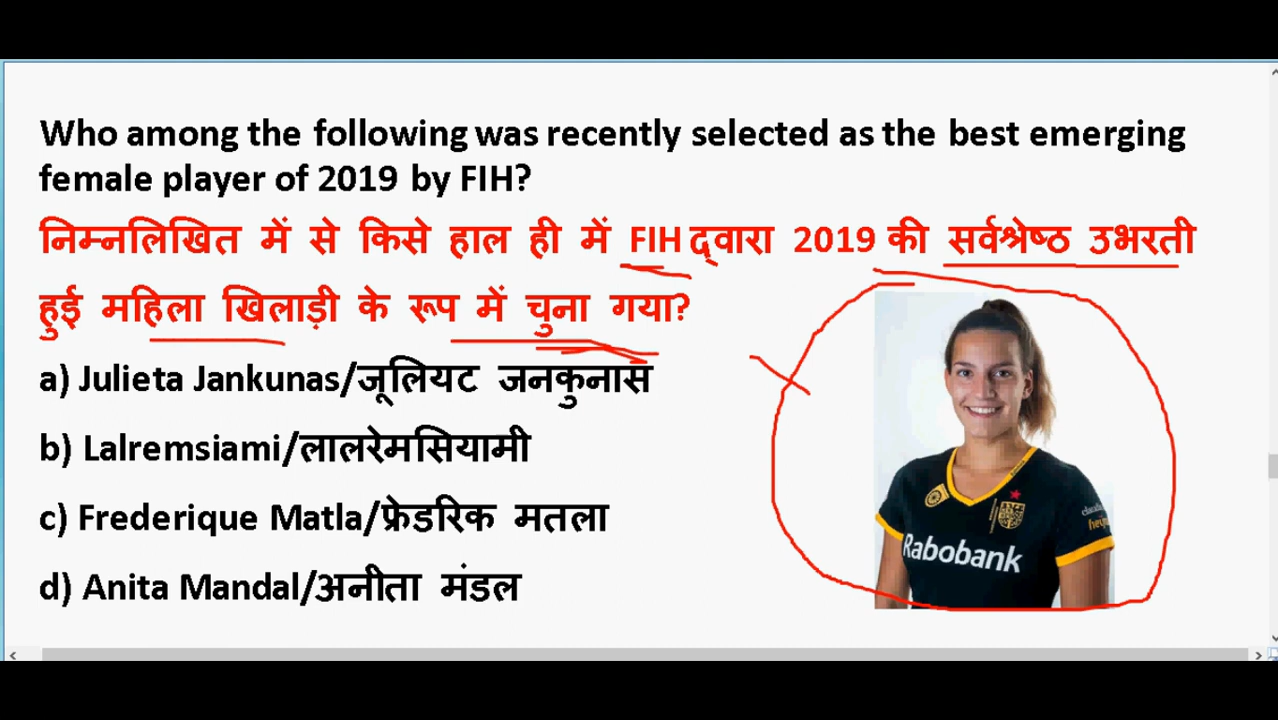 Who among the following was recently selected as the best emerging
female player of 2019 by FIH?
निम्नलिखित में से किसे हाल ही में FIH द्वारा 2019 की सर्वश्रेष्ठ उभरती
हुई महिला खिलाड़ी के रूप में चुना गया?
a) Julieta Jankunas/जूलियट जनकुनास
b) Lalremsiami/लालरेमसियामी
c) Frederique Matla/फ्रेडरिक मतला
d) Anita Mandal/अनीता मंडल
Rabobank